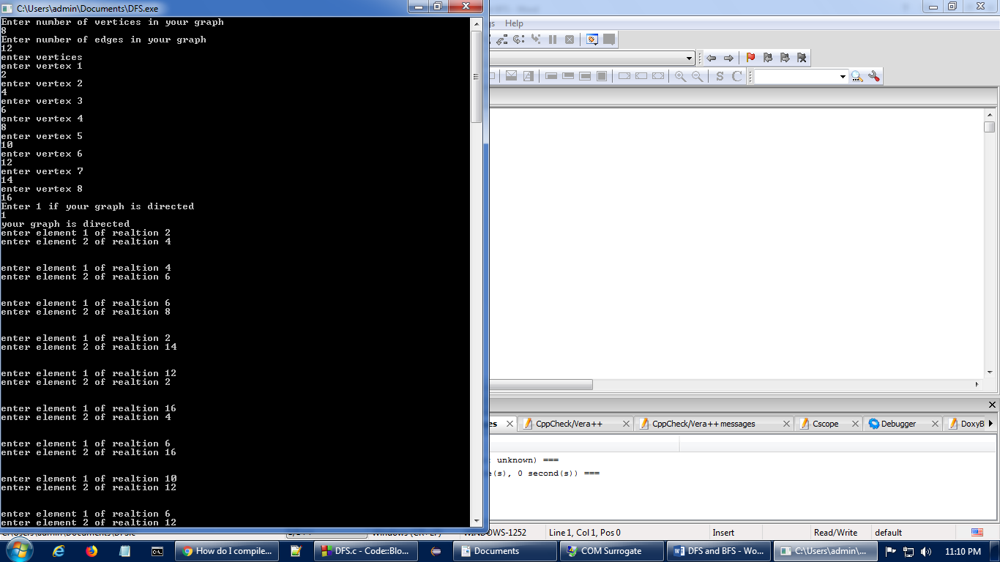 C:\Users\admin\Documents\DFS.exe
Enter number of vertices in your graph
8
Enter number of edges in your graph
12
enter vertices
enter vertex 1
2
enter vertex 2
4
enter vertex 3
6
enter vertex 4
8
enter vertex 5
10
enter vertex 6
12
enter vertex 7
14
enter vertex 8
16
Enter 1 if your graph is directed
1
your graph is directed
enter element 1 of realtion 2
enter element 2 of realtion 4
enter element 1 of realtion 4
enter element 2 of realtion 6
enter element 1 of realtion 6
enter element 2 of realtion 8
enter element 1 of realtion 2
enter element 2 of realtion 14
enter element 1 of realtion 12
enter element 2 of realtion 2
enter element 1 of realtion 16
enter element 2 of realtion 4
enter element 1 of realtion 6
enter element 2 of realtion 16
enter element 1 of realtion 10
enter element 2 of realtion 12
enter element 1 of realtion 6
enter element 2 of realtion 12
Help
S C
CppCheck/Vera++ CppCheck/Vera++ messages Cscope Debugger DoxyB
unknown) ===
(s), 0 second(s)) ===
WINDOWS-1252 Line 1, Col 1, Pos 0 Insert Read/Write default
How do I compile... DFS.c - Code::Blo... Documents COM Surrogate DFS and BFS - Wo... C:\Users\admin\... 11:10 PM